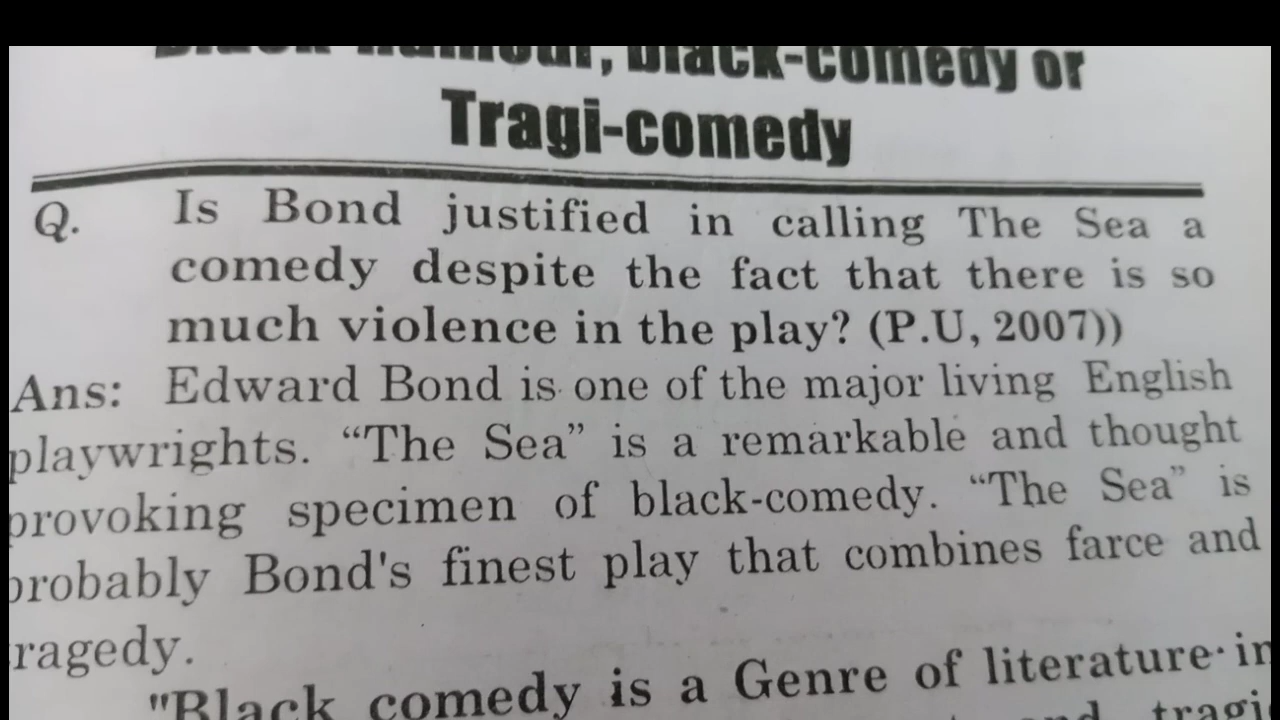 Black-humour, black-comedy or
Tragi-comedy
Q. Is Bond justified in calling The Sea a
comedy despite the fact that there is so
much violence in the play? (P.U, 2007))
Ans: Edward Bond is one of the major living English
playwrights. “The Sea” is a remarkable and thought
provoking specimen of black-comedy. “The Sea” is
probably Bond's finest play that combines farce and
ragedy.
"Black comedy is a Genre of literature in
and tragi